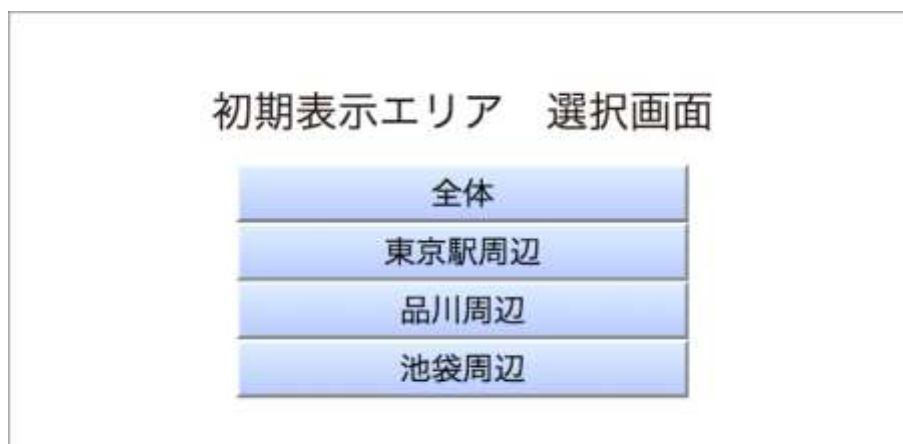 初期表示エリア　選択画面
全体
東京駅周辺
品川周辺
池袋周辺